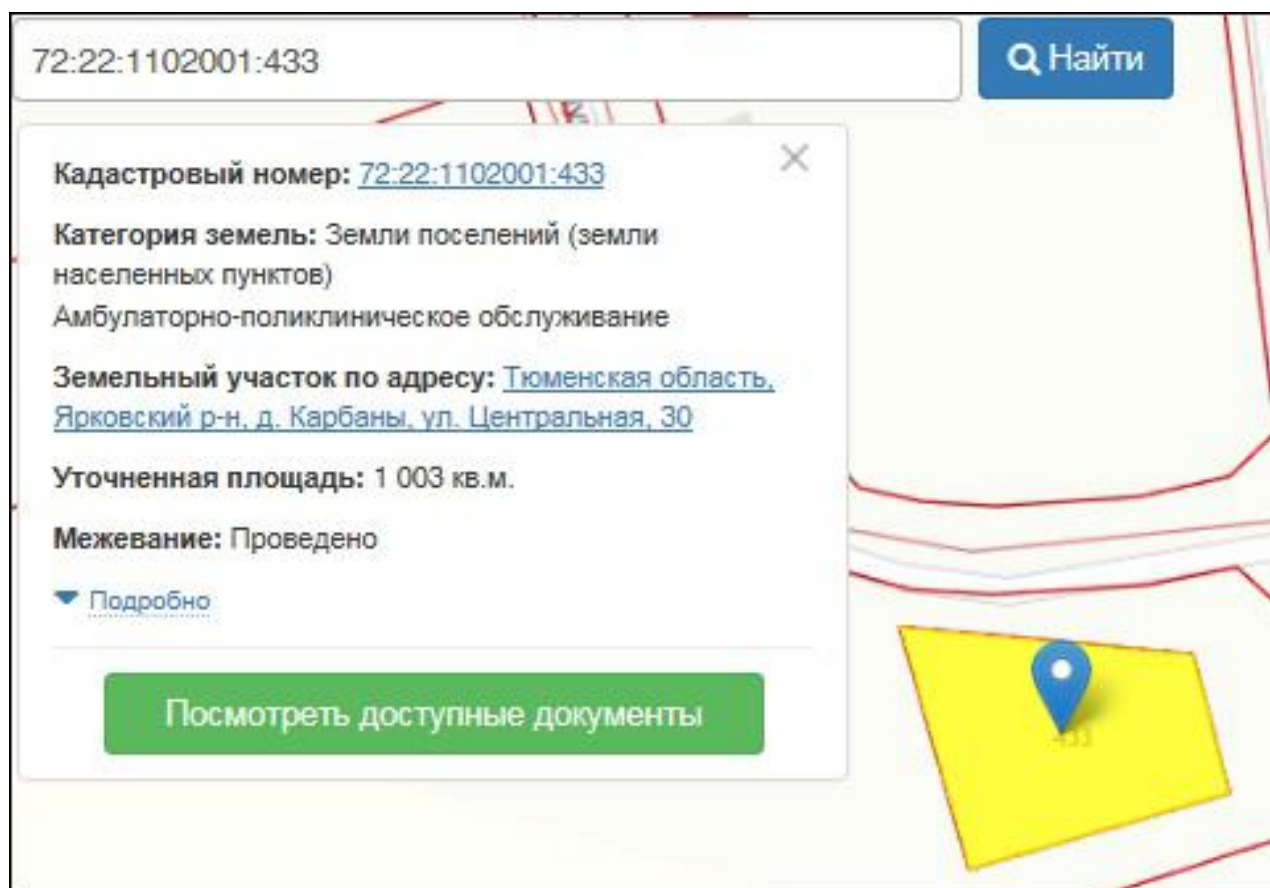 72:22:1102001:433
Найти
Кадастровый номер: 72:22:1102001:433
Категория земель: Земли поселений (земли
населенных пунктов)
Амбулаторно-поликлиническое обслуживание
Земельный участок по адресу: Тюменская область,
Ярковский р-н, д. Карбаны, ул. Центральная, 30
Уточненная площадь: 1 003 кв.м.
Межевание: Проведено
Подробно
Посмотреть доступные документы
433